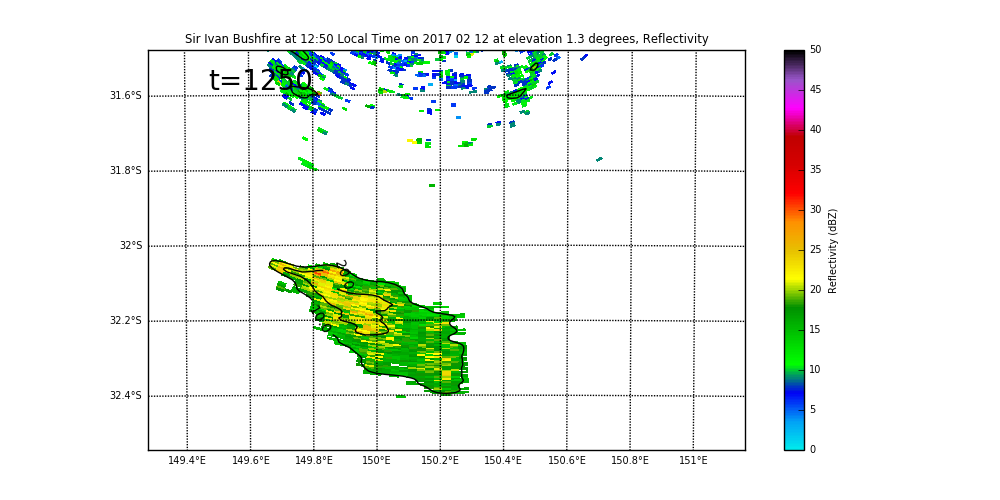 Sir Ivan Bushfire at 12:50 Local Time on 2017 02 12 at elevation 1.3 degrees, Reflectivity
t=1250
31.6°S
31.8°S
32°S
32.2°S
32.4°S
149.4°E 149.6°E 149.8°E 150°E 150.2°E 150.4°E 150.6°E 150.8°E 151°E
50
45
40
35
30
25
20
15
10
5
0
Reflectivity (dBZ)